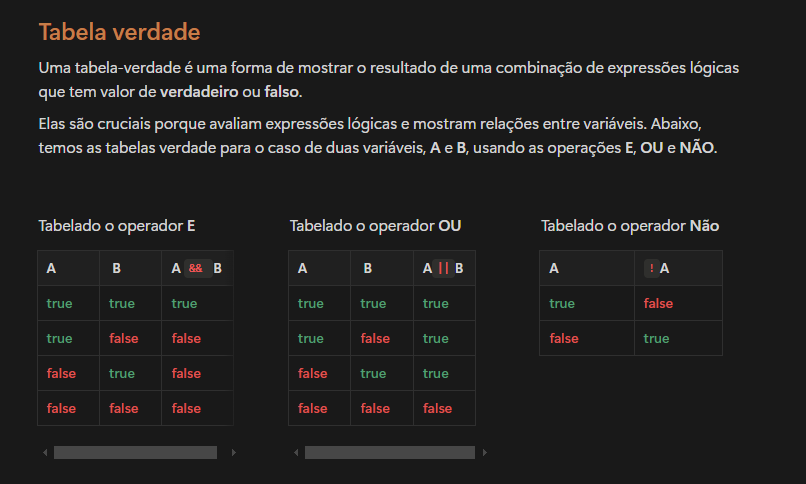 Tabela verdade
Uma tabela-verdade é uma forma de mostrar o resultado de uma combinação de expressões lógicas
que tem valor de verdadeiro ou falso.
Elas são cruciais porque avaliam expressões lógicas e mostram relações entre variáveis. Abaixo,
temos as tabelas verdade para o caso de duas variáveis, A e B, usando as operações E, OU e NÃO.
Tabelado o operador E
A B A && B
true true true
true false false
false true false
false false false
Tabelado o operador OU
A B A || B
true true true
true false true
false true true
false false false
Tabelado o operador Não
A ! A
true false
false true